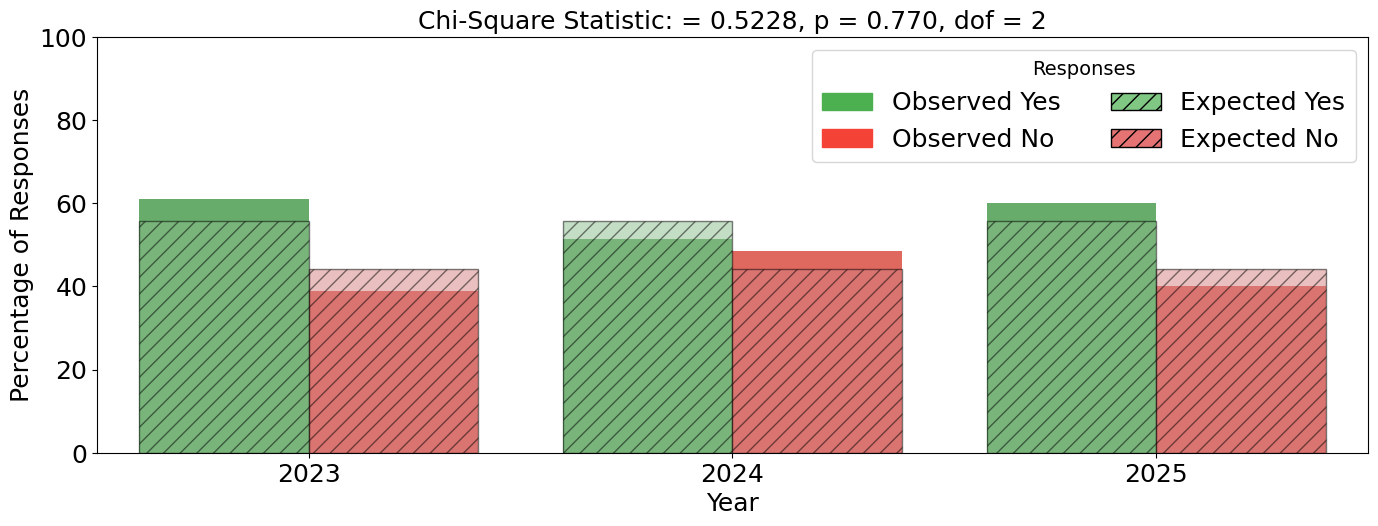 Chi-Square Statistic: = 0.5228, p = 0.770, dof = 2
Responses
Observed Yes
Observed No
Expected Yes
Expected No
Percentage of Responses
100
80
60
40
20
0
2023
2024
2025
Year